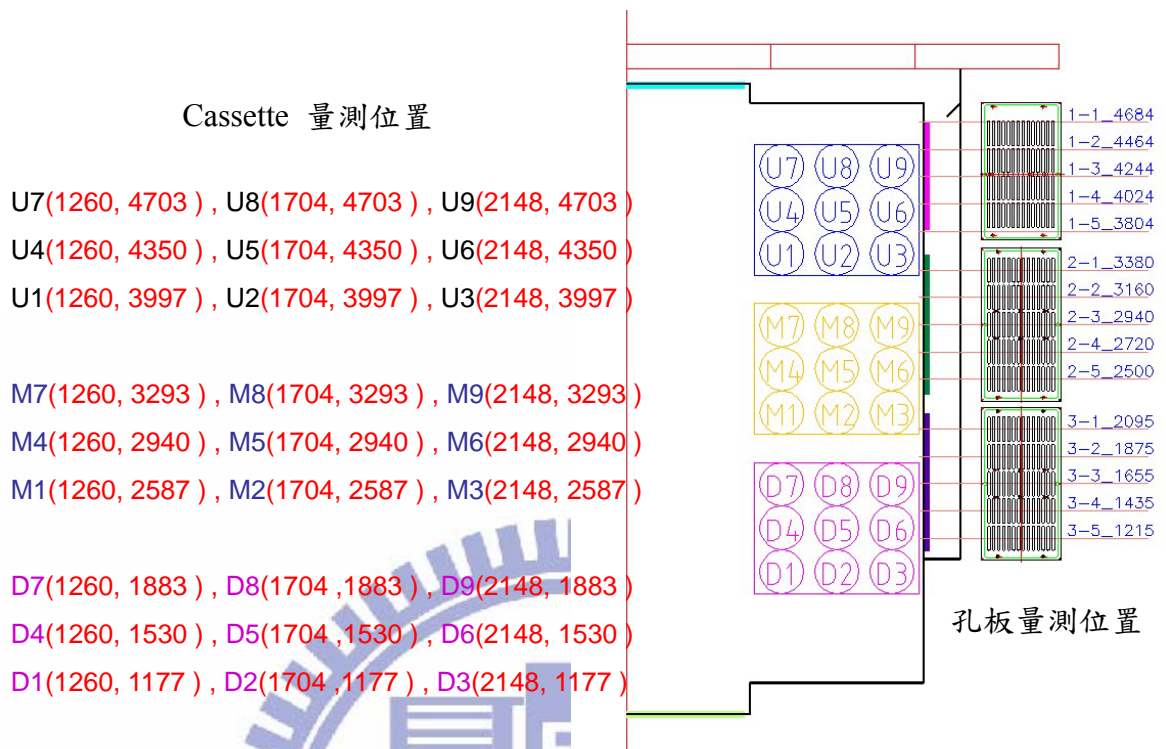 Cassette 量測位置
U7(1260, 4703 ) , U8(1704, 4703 ) , U9(2148, 4703 )
U4(1260, 4350 ) , U5(1704, 4350 ) , U6(2148, 4350 )
U1(1260, 3997 ) , U2(1704, 3997 ) , U3(2148, 3997 )
M7(1260, 3293 ) , M8(1704, 3293 ) , M9(2148, 3293 )
M4(1260, 2940 ) , M5(1704, 2940 ) , M6(2148, 2940 )
M1(1260, 2587 ) , M2(1704, 2587 ) , M3(2148, 2587 )
D7(1260, 1883 ) , D8(1704 ,1883 ) , D9(2148, 1883 )
D4(1260, 1530 ) , D5(1704 ,1530 ) , D6(2148, 1530 )
D1(1260, 1177 ) , D2(1704 ,1177 ) , D3(2148, 1177 )
U7 U8 U9
U4 U5 U6
U1 U2 U3
M7 M8 M9
M4 M5 M6
M1 M2 M3
D7 D8 D9
D4 D5 D6
D1 D2 D3
1-1_4684
1-2_4464
1-3_4244
1-4_4024
1-5_3804
2-1_3380
2-2_3160
2-3_2940
2-4_2720
2-5_2500
3-1_2095
3-2_1875
3-3_1655
3-4_1435
3-5_1215
孔板量測位置